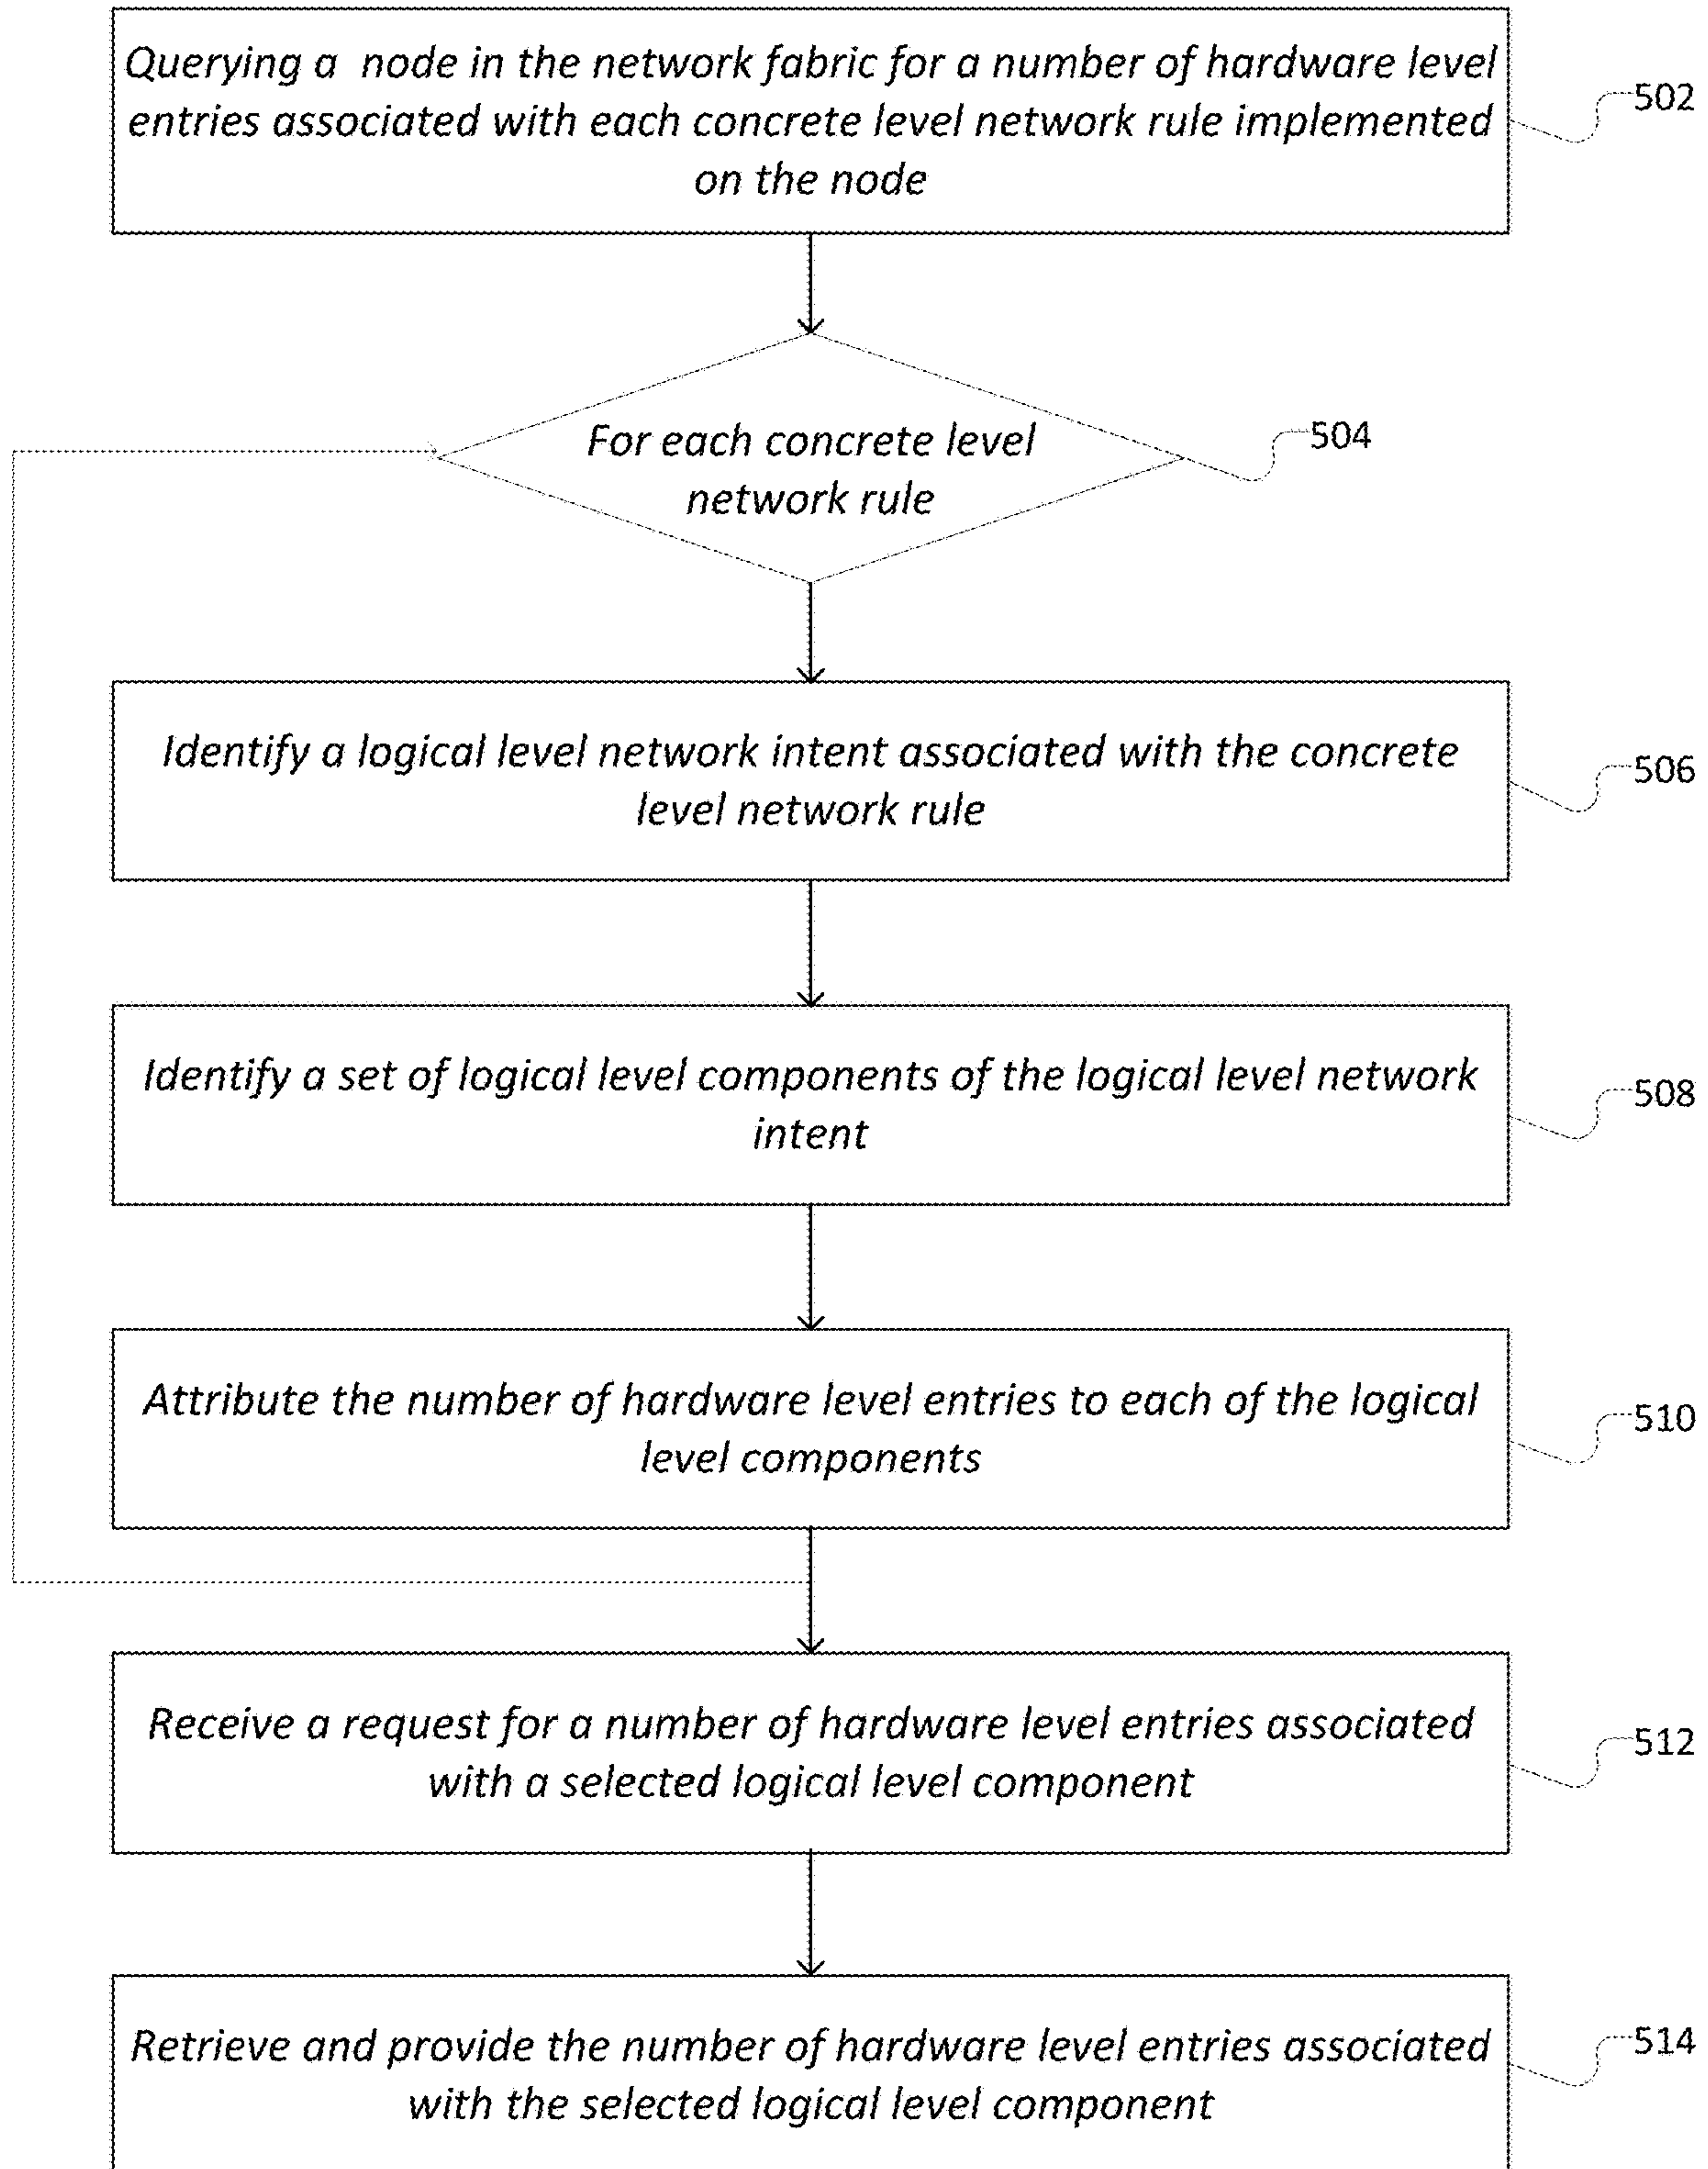 Querying a node in the network fabric for a number of hardware level
entries associated with each concrete level network rule implemented
on the node
502
For each concrete level
network rule
504
Identify a logical level network intent associated with the concrete
level network rule
506
Identify a set of logical level components of the logical level network
intent
508
Attribute the number of hardware level entries to each of the logical
level components
510
Receive a request for a number of hardware level entries associated
with a selected logical level component
512
Retrieve and provide the number of hardware level entries associated
with the selected logical level component
514